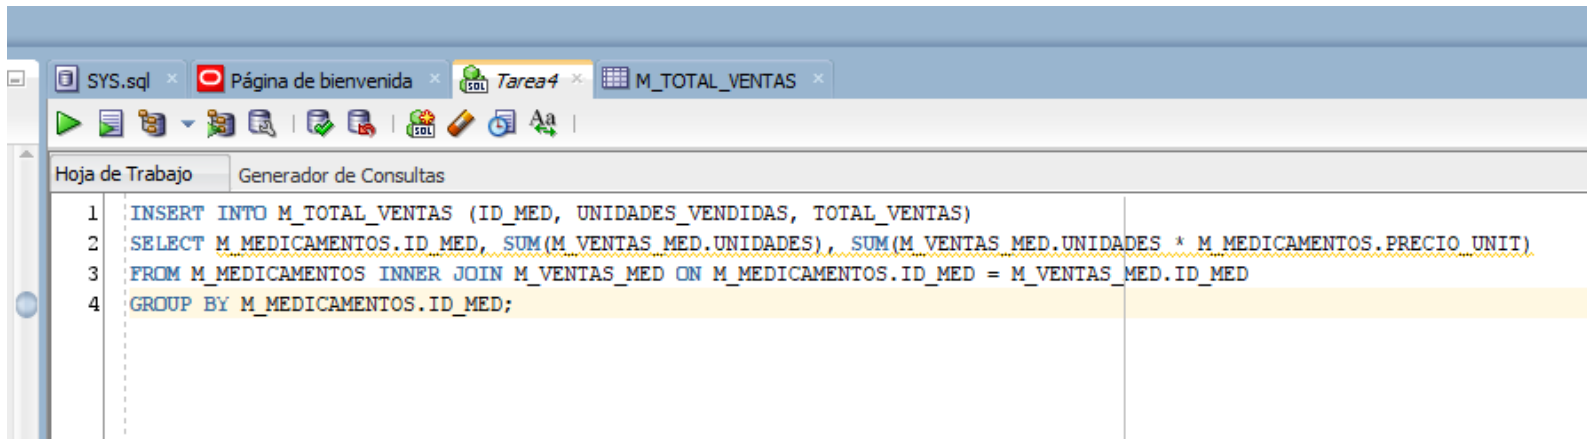 SYS.sql Página de bienvenida Tarea4 M_TOTAL_VENTAS
Hoja de Trabajo Generador de Consultas
1 INSERT INTO M_TOTAL_VENTAS (ID_MED, UNIDADES_VENDIDAS, TOTAL_VENTAS)
2 SELECT M_MEDICAMENTOS.ID_MED, SUM(M_VENTAS_MED.UNIDADES), SUM(M_VENTAS_MED.UNIDADES * M_MEDICAMENTOS.PRECIO_UNIT)
3 FROM M_MEDICAMENTOS INNER JOIN M_VENTAS_MED ON M_MEDICAMENTOS.ID_MED = M_VENTAS_MED.ID_MED
4 GROUP BY M_MEDICAMENTOS.ID_MED;